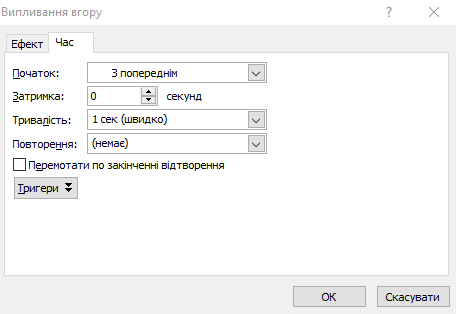 Випливання вгору
?
Ефект Час
Початок: З попереднім
Затримка: 0 секунд
Тривалість: 1 сек (швидко)
Повторення: (немає)
Перемотати по закінченні відтворення
Тригери
ОК Скасувати